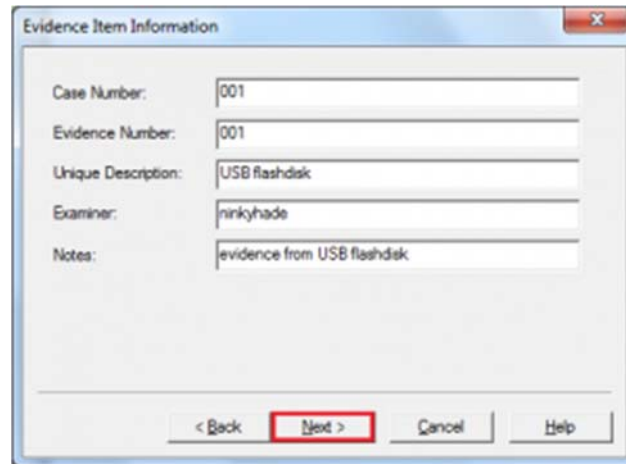 Evidence Item Information
Case Number: 001
Evidence Number: 001
Unique Description: USB flashdisk
Examiner: ninkyhade
Notes: evidence from USB flashdisk
< Back Next > Cancel Help